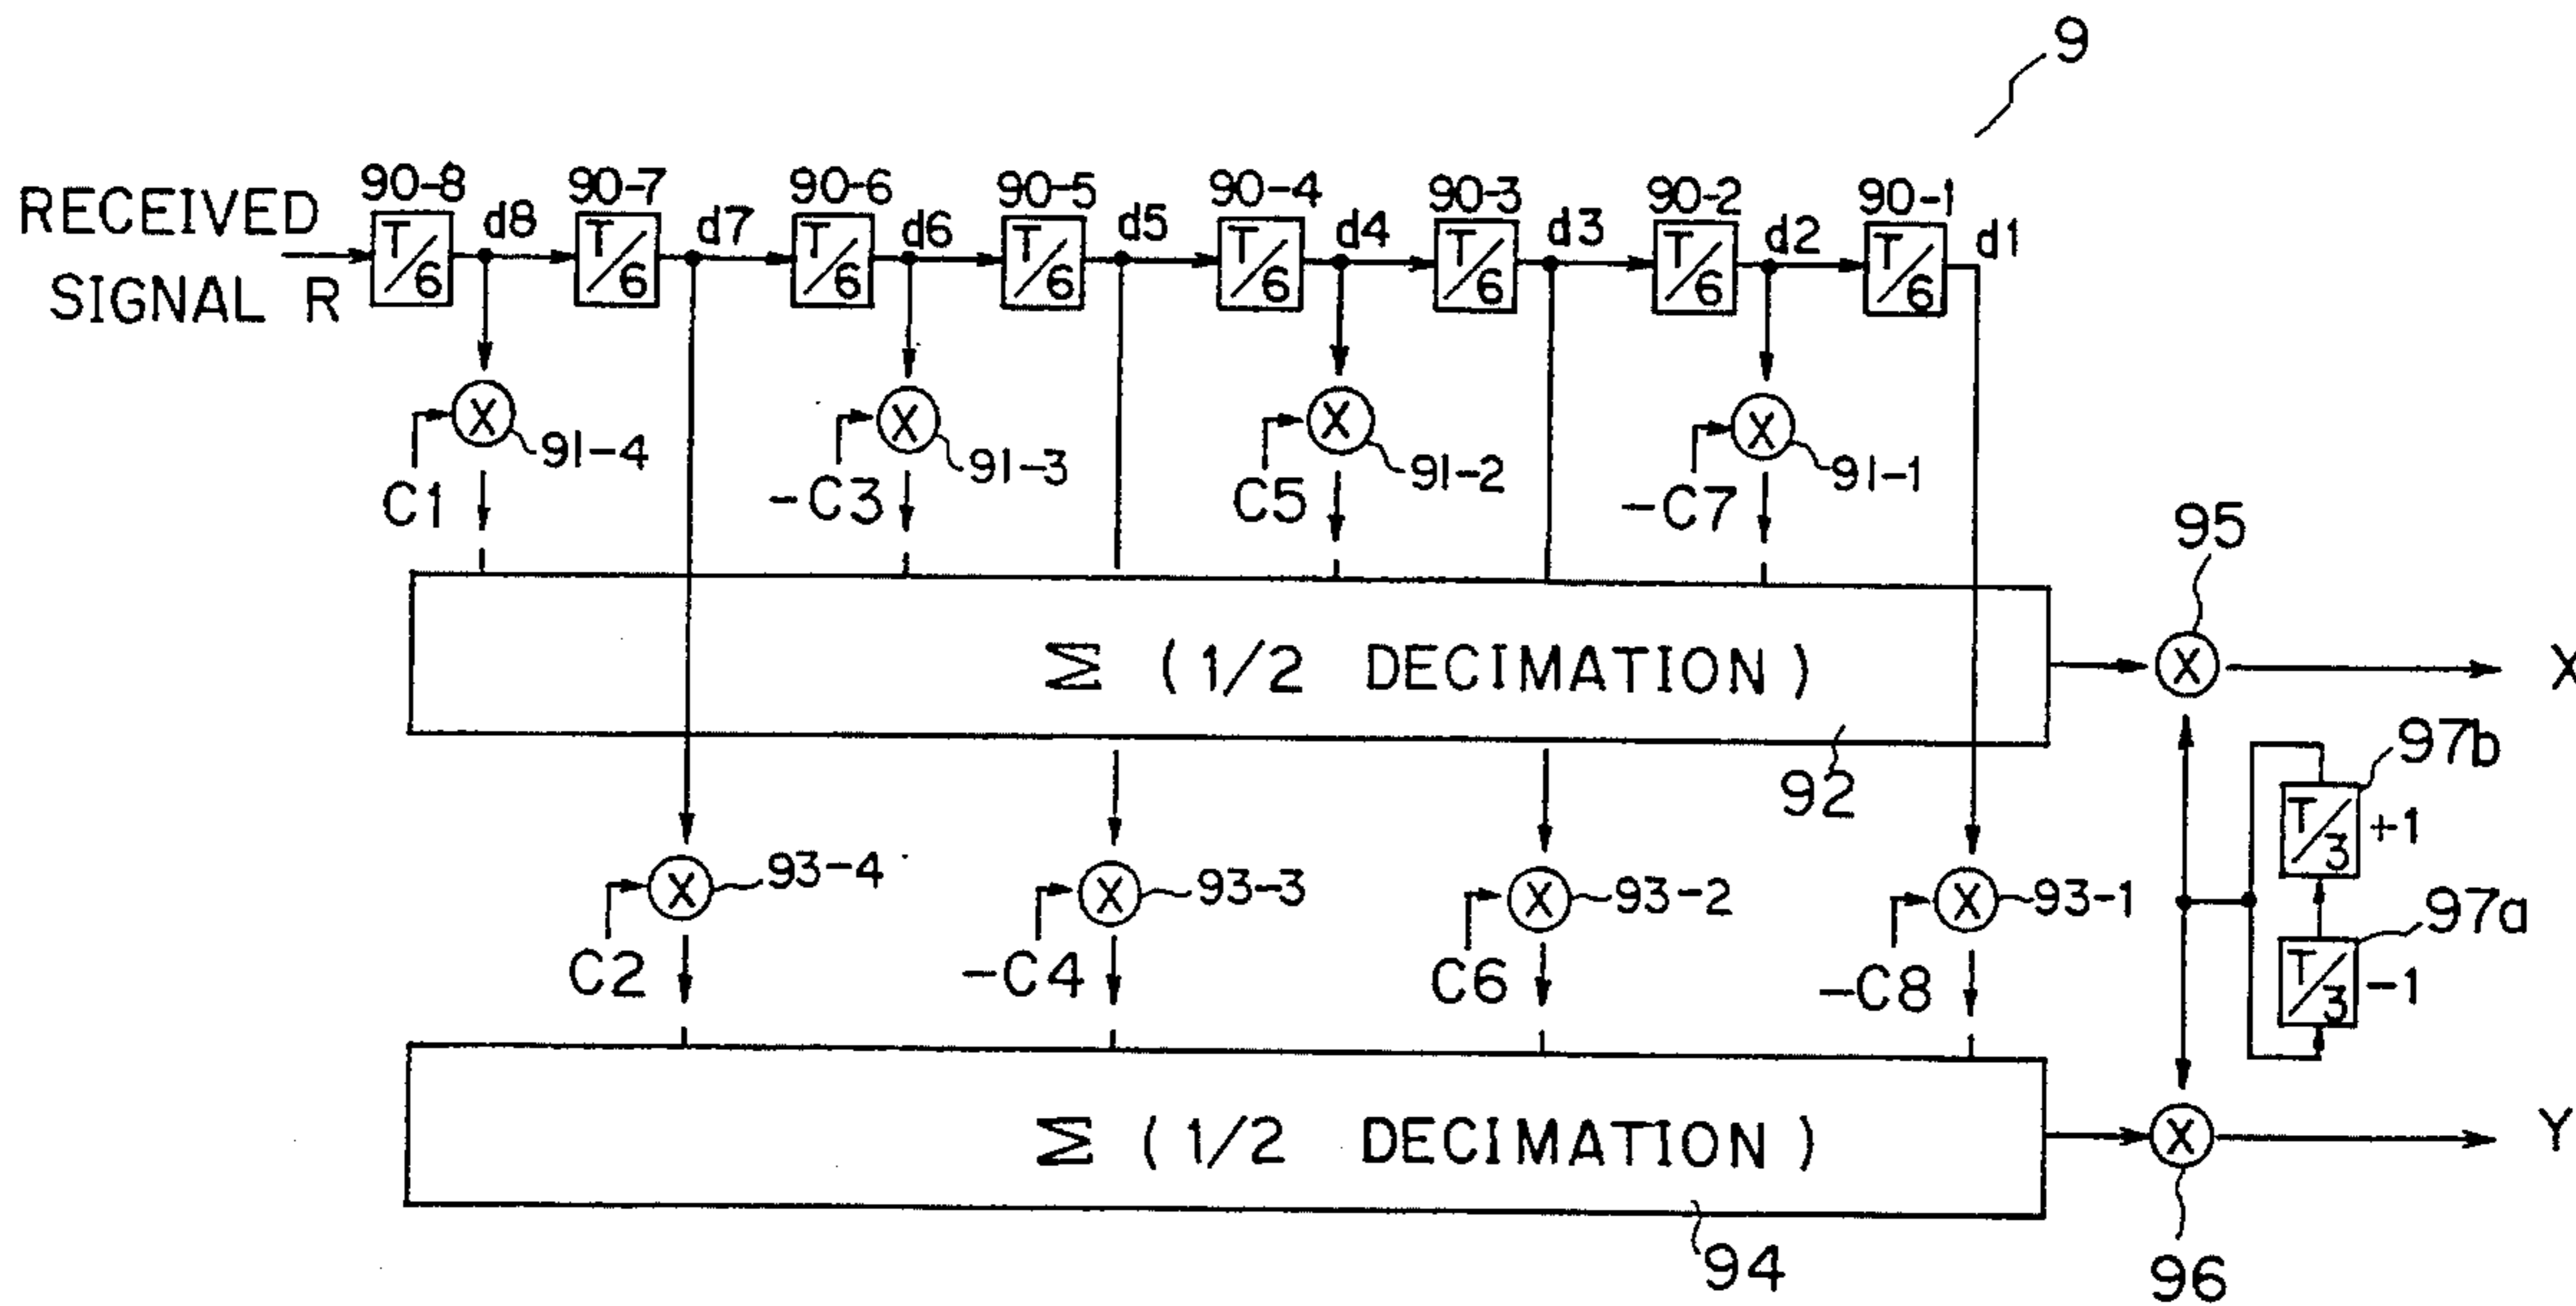 9
90-8 90-7 90-6 90-5 90-4 90-3 90-2 90-1
RECEIVED SIGNAL R
T/6 T/6 T/6 T/6 T/6 T/6 T/6 T/6
d8 d7 d6 d5 d4 d3 d2 d1
X 91-4 X 91-3 X 91-2 X 91-1
C1 -C3 C5 -C7
95
Σ (1/2 DECIMATION) X X
92
97b
T/3 +1
X 93-4 X 93-3 X 93-2 X 93-1
97a
T/3 -1
C2 -C4 C6 -C8
Σ (1/2 DECIMATION) X Y
94
96